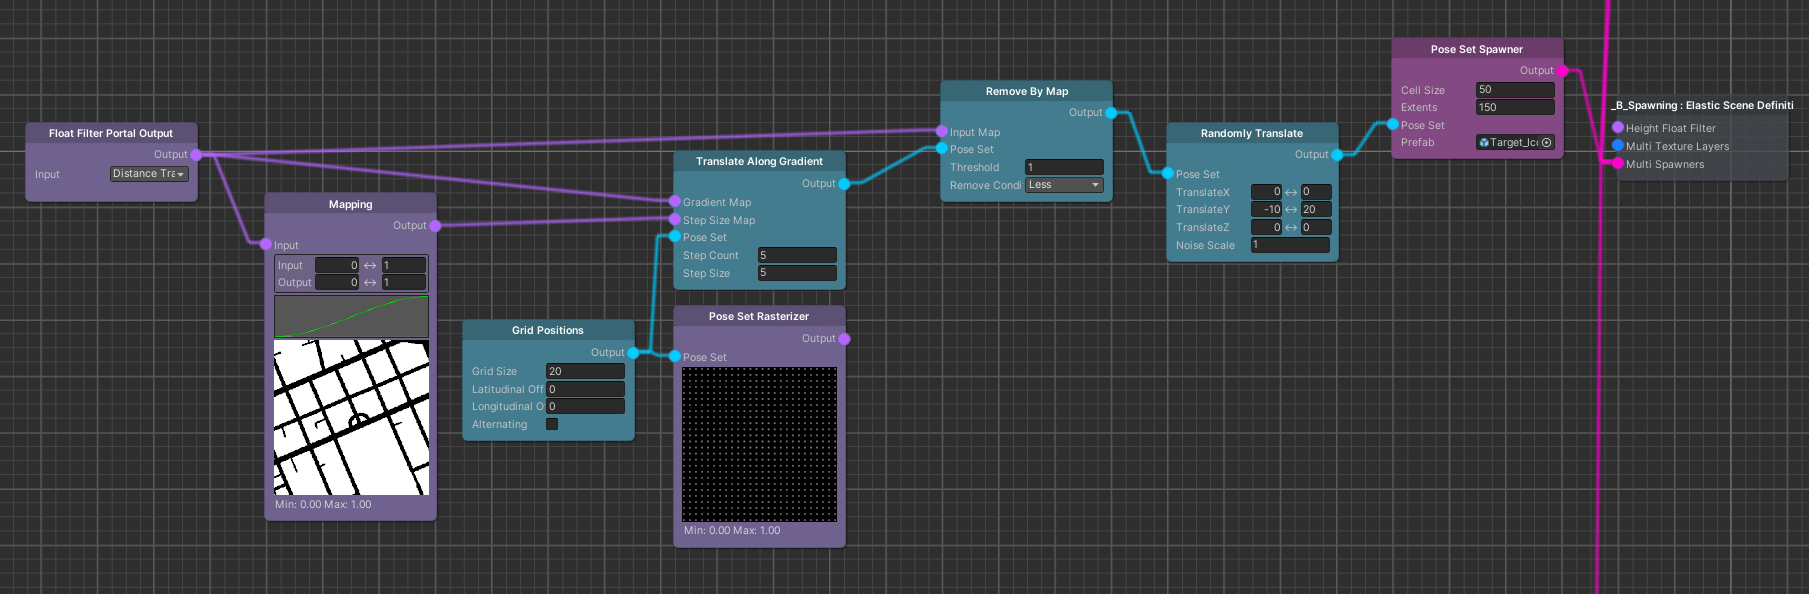 Float Filter Portal Output
Output
Input
Distance Tra
Mapping
Output
Input
Input 0 ↔ 1
Output 0 ↔ 1
Min: 0.00 Max: 1.00
Grid Positions
Output
Grid Size 20
Latitudinal Off 0
Longitudinal O 0
Alternating
Translate Along Gradient
Output
Gradient Map
Step Size Map
Pose Set
Step Count 5
Step Size 5
Pose Set Rasterizer
Output
Pose Set
Min: 0.00 Max: 1.00
Remove By Map
Output
Input Map
Pose Set
Threshold 1
Remove Condi Less
Randomly Translate
Output
Pose Set
TranslateX 0 ↔ 0
TranslateY -10 ↔ 20
TranslateZ 0 ↔ 0
Noise Scale 1
Pose Set Spawner
Output
Cell Size 50
Extents 150
Pose Set
Prefab Target_Ico
_B_Spawning : Elastic Scene Definiti
Height Float Filter
Multi Texture Layers
Multi Spawners